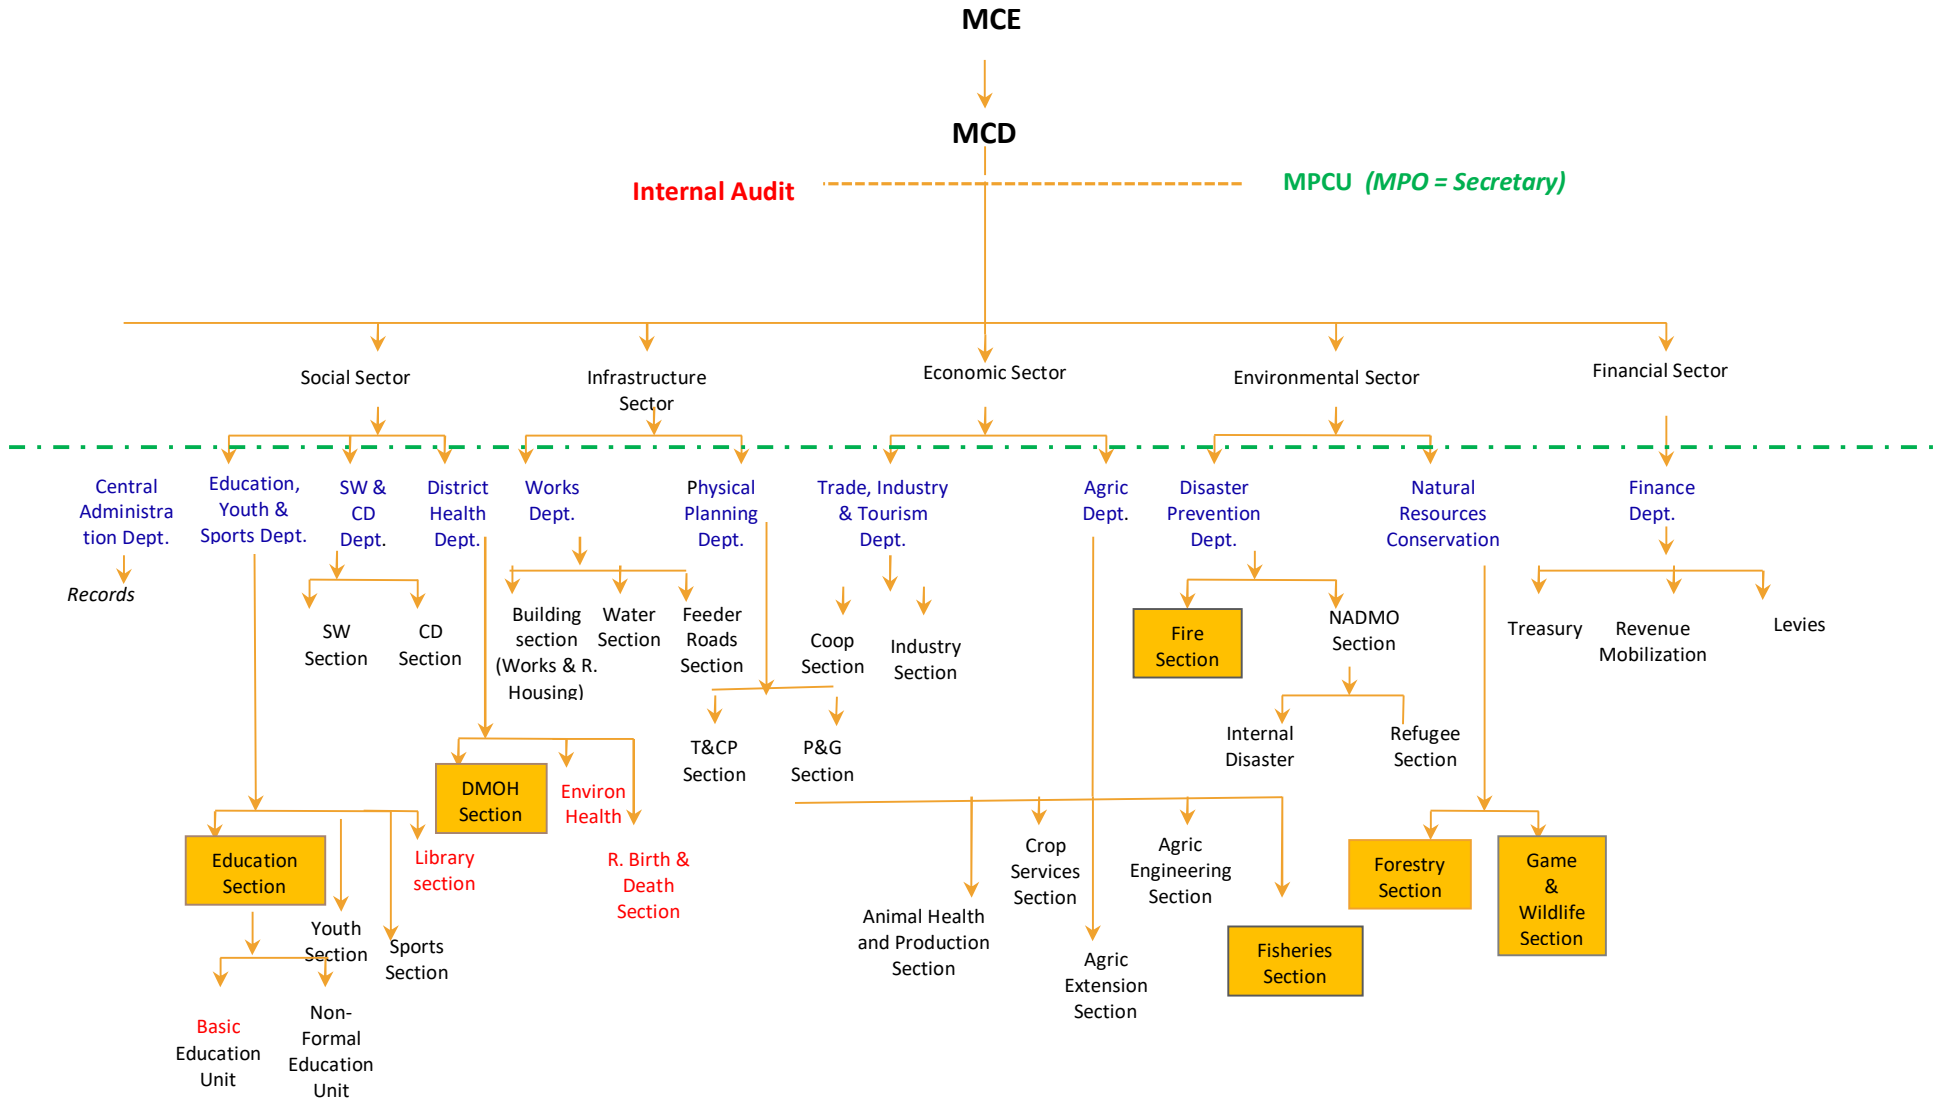 MCE
MCD
Internal Audit
MPCU (MPO = Secretary)
Social Sector
Infrastructure
Sector
Economic Sector
Environmental Sector
Financial Sector
Central
Administra
tion Dept.
Education,
Youth &
Sports Dept.
SW &
CD
Dept.
District
Health
Dept.
Works
Dept.
Physical
Planning
Dept.
Trade, Industry
& Tourism
Dept.
Agric
Dept.
Disaster
Prevention
Dept.
Natural
Resources
Conservation
Finance
Dept.
Records
SW
Section
CD
Section
Building
section
(Works & R.
Housing)
Water
Section
Feeder
Roads
Section
Coop
Section
Industry
Section
Fire
Section
NADMO
Section
Treasury
Revenue
Mobilization
Levies
T&CP
Section
P&G
Section
Internal
Disaster
Refugee
Section
DMOH
Section
Environ
Health
R. Birth &
Death
Section
Education
Section
Library
section
Youth
Section
Sports
Section
Crop
Services
Section
Agric
Engineering
Section
Animal Health
and Production
Section
Agric
Extension
Section
Fisheries
Section
Forestry
Section
Game
&
Wildlife
Section
Basic
Education
Unit
Non-
Formal
Education
Unit